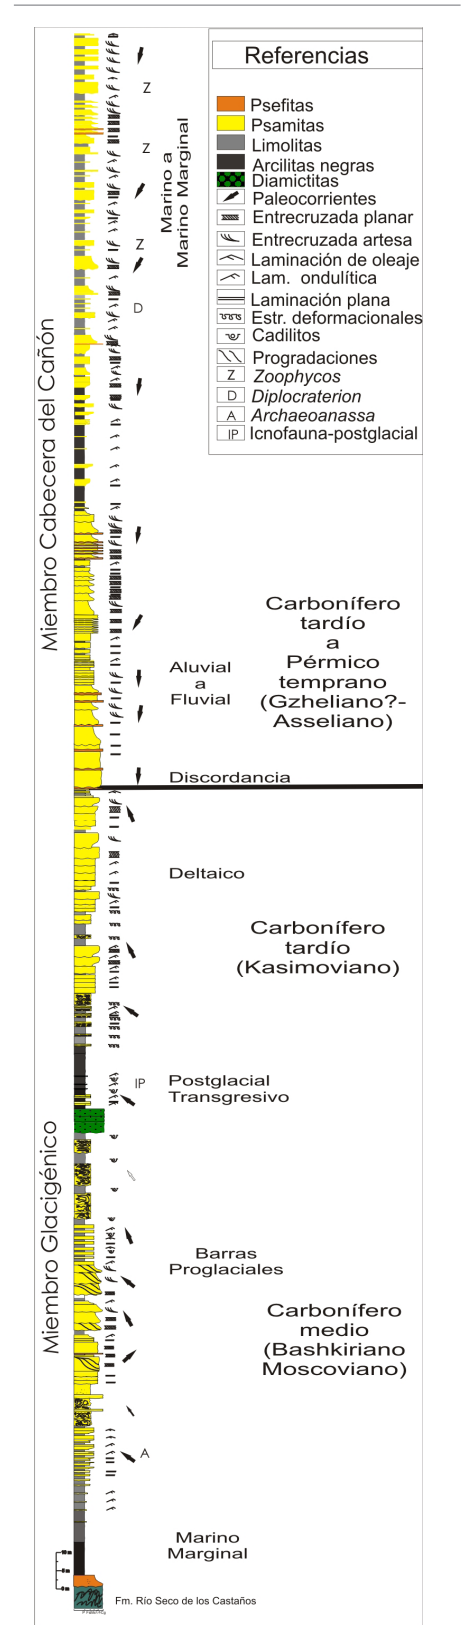 Referencias
Psefitas
Psamitas
Limolitas
Arcilitas negras
Diamictitas
Paleocorrientes
Entrecruzada planar
Entrecruzada artesa
Laminación de oleaje
Lam. ondulítica
Laminación plana
Estr. deformacionales
Cadilitos
Progradaciones
Z Zoophycos
D Diplocraterion
A Archaeoanassa
IP Icnofauna-postglacial
Miembro Cabecera del Cañón
Marino a
Marino Marginal
Z
Z
Z
D
Carbonífero
tardío
a
Pérmico
temprano
(Gzheliano?-
Asseliano)
Aluvial
a
Fluvial
Discordancia
Deltaico
Carbonífero
tardío
(Kasimoviano)
Miembro Glacigénico
IP
Postglacial
Transgresivo
Barras
Proglaciales
Carbonífero
medio
(Bashkiriano
Moscoviano)
A
Marino
Marginal
Fm. Río Seco de los Castaños